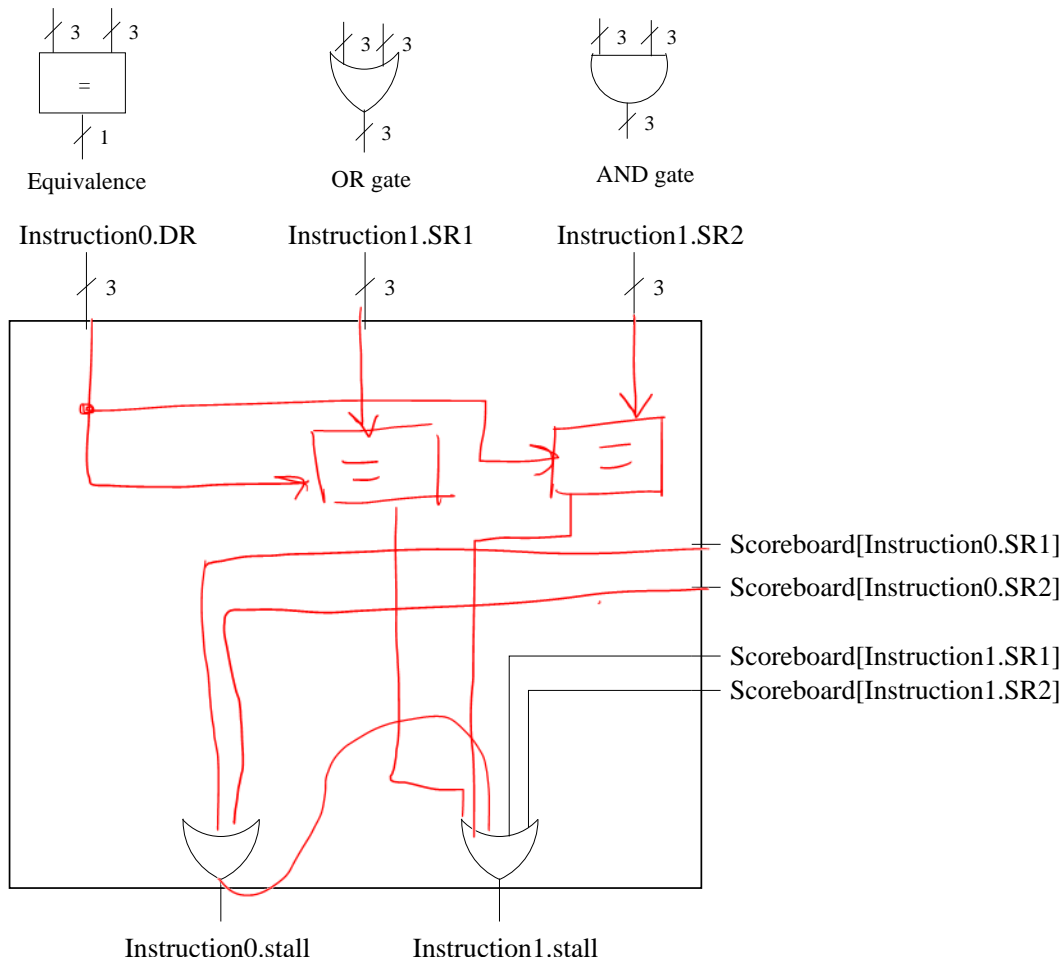 3 3 3 3 3 3
=
1 3 3
Equivalence OR gate AND gate
Instruction0.DR Instruction1.SR1 Instruction1.SR2
3 3 3
= =
Scoreboard[Instruction0.SR1]
Scoreboard[Instruction0.SR2]
Scoreboard[Instruction1.SR1]
Scoreboard[Instruction1.SR2]
Instruction0.stall Instruction1.stall